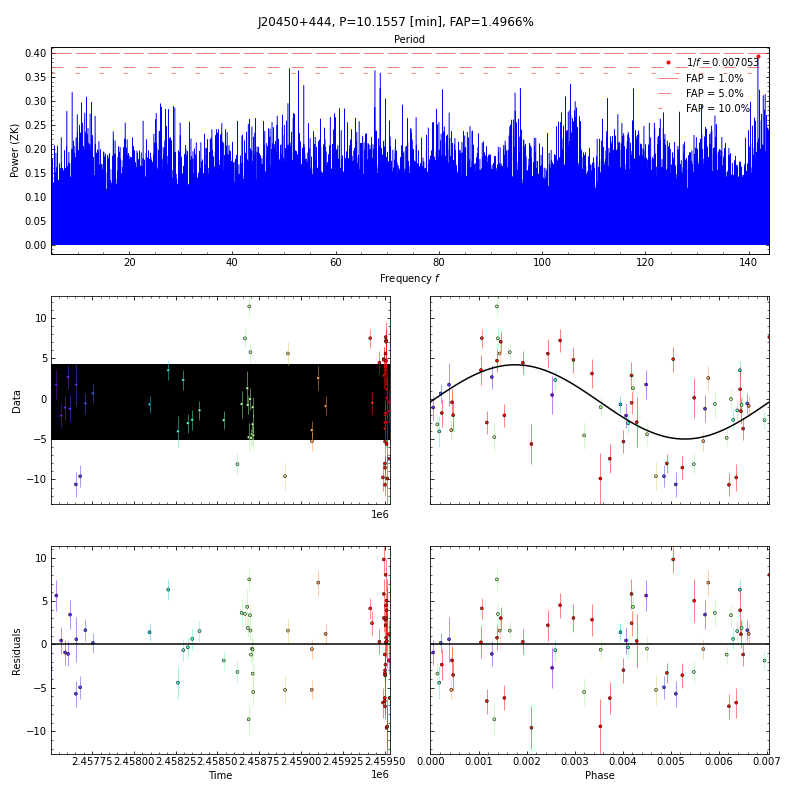 J20450+444, P=10.1557 [min], FAP=1.4966%
Period
Power (ZK)
0.40
0.35
0.30
0.25
0.20
0.15
0.10
0.05
0.00
1/f = 0.007053
FAP = 1.0%
FAP = 5.0%
FAP = 10.0%
20 40 60 80 100 120 140
Frequency f
Data
10
5
0
−5
−10
1e6
Residuals
10
5
0
−5
−10
2.45775 2.45800 2.45825 2.45850 2.45875 2.45900 2.45925 2.45950
Time
1e6
0.000 0.001 0.002 0.003 0.004 0.005 0.006 0.007
Phase